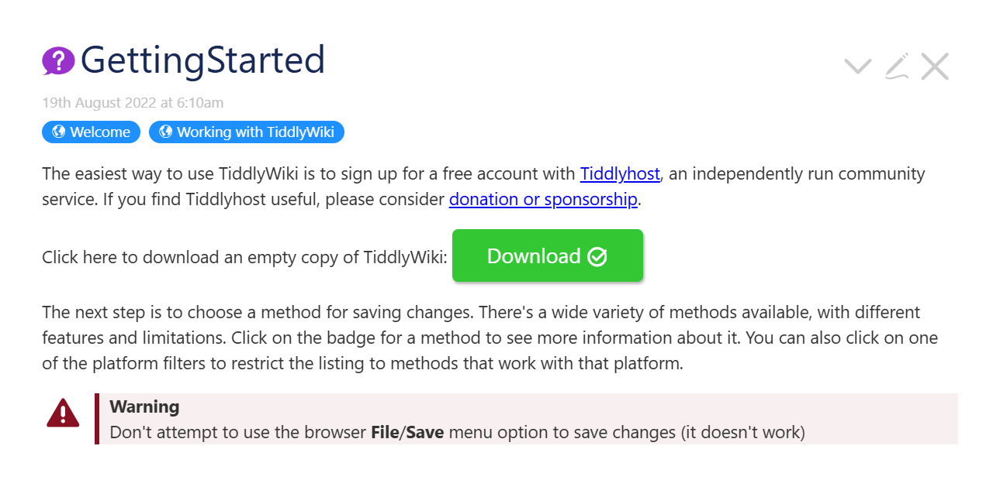 GettingStarted
19th August 2022 at 6:10am
Welcome Working with TiddlyWiki
The easiest way to use TiddlyWiki is to sign up for a free account with Tiddlyhost, an independently run community
service. If you find Tiddlyhost useful, please consider donation or sponsorship.
Click here to download an empty copy of TiddlyWiki: Download
The next step is to choose a method for saving changes. There's a wide variety of methods available, with different
features and limitations. Click on the badge for a method to see more information about it. You can also click on one
of the platform filters to restrict the listing to methods that work with that platform.
Warning
Don't attempt to use the browser File/Save menu option to save changes (it doesn't work)